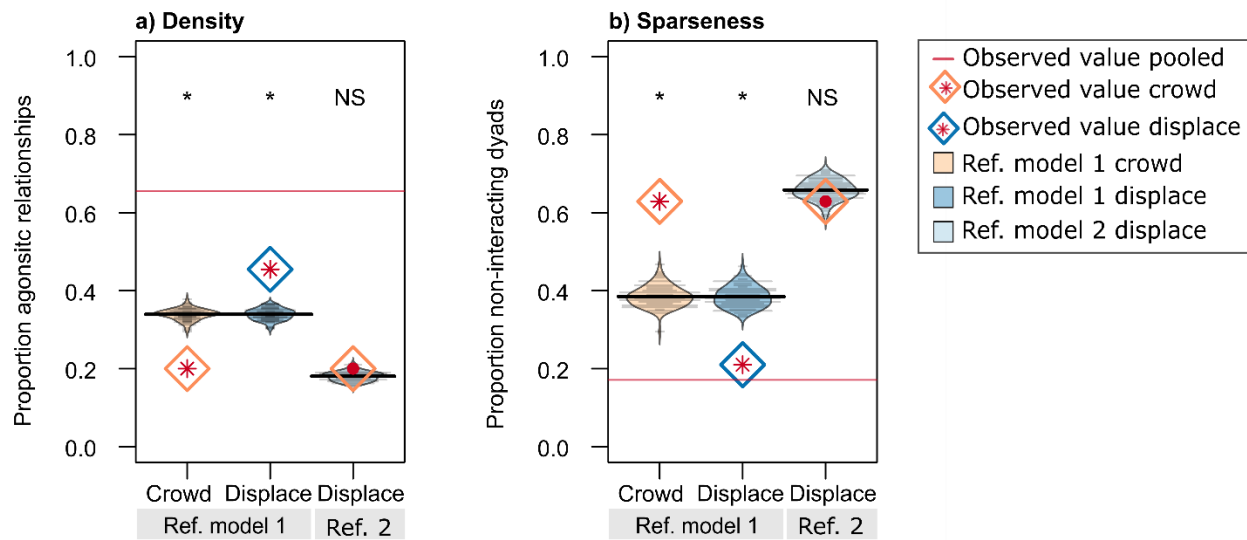 a) Density
Proportion agonsitc relationships
1.0
0.8
0.6
0.4
0.2
0.0
* * NS
Crowd Displace Displace
Ref. model 1 Ref. 2
b) Sparseness
Proportion non-interacting dyads
1.0
0.8
0.6
0.4
0.2
0.0
* * NS
Crowd Displace Displace
Ref. model 1 Ref. 2
Observed value pooled
Observed value crowd
Observed value displace
Ref. model 1 crowd
Ref. model 1 displace
Ref. model 2 displace